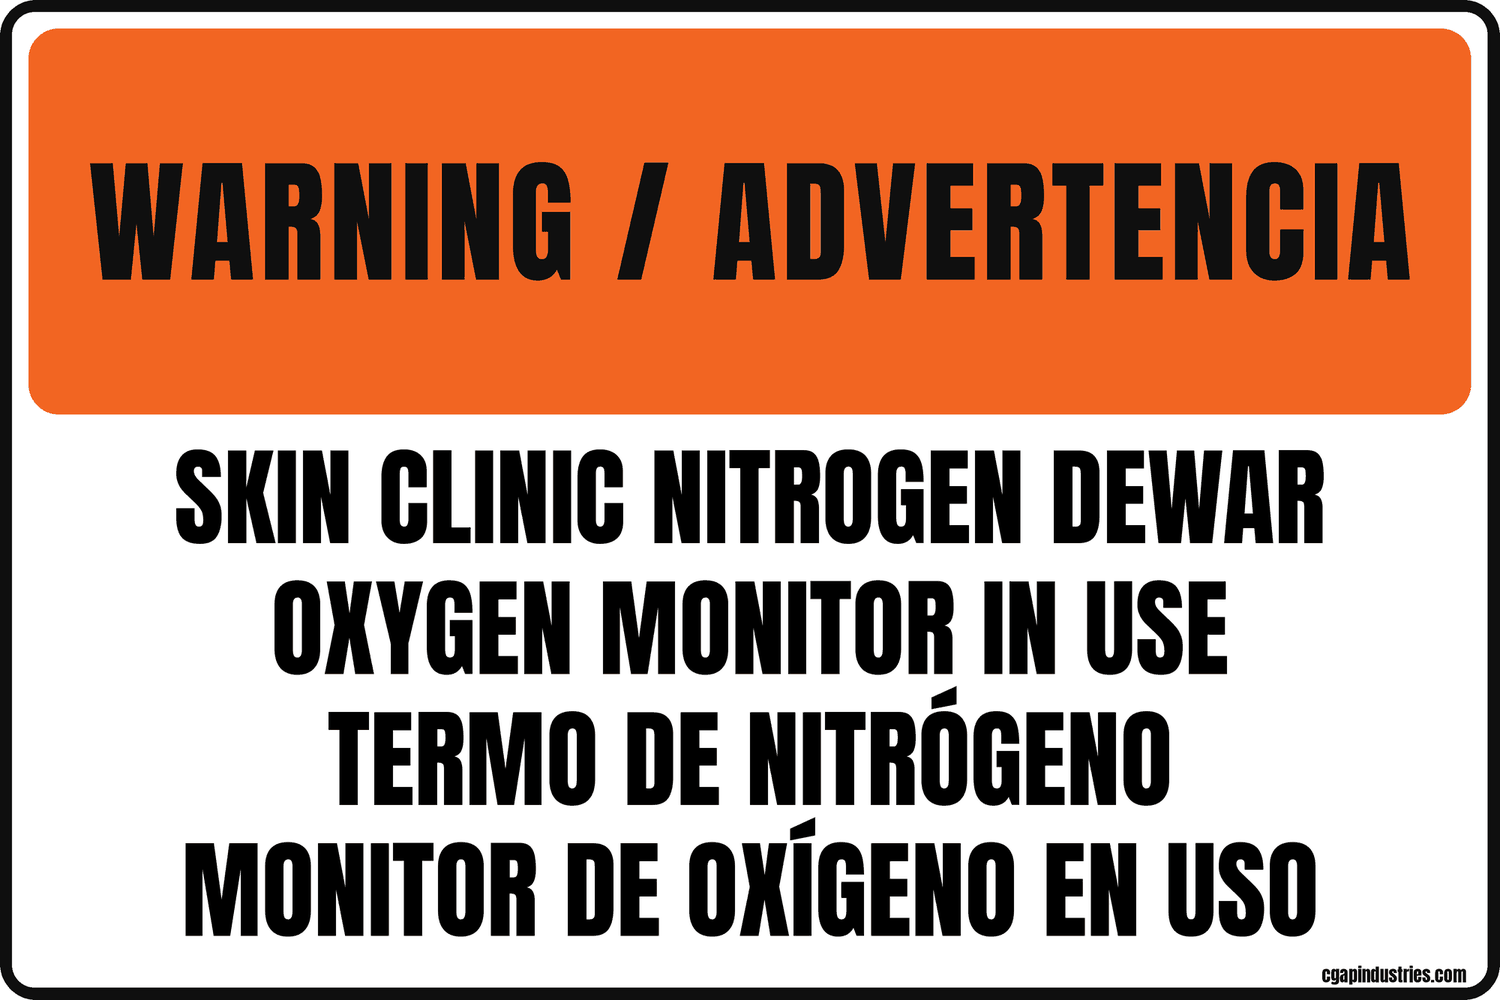 WARNING / ADVERTENCIA
SKIN CLINIC NITROGEN DEWAR
OXYGEN MONITOR IN USE
TERMO DE NITRÓGENO
MONITOR DE OXÍGENO EN USO
cgapindustries.com